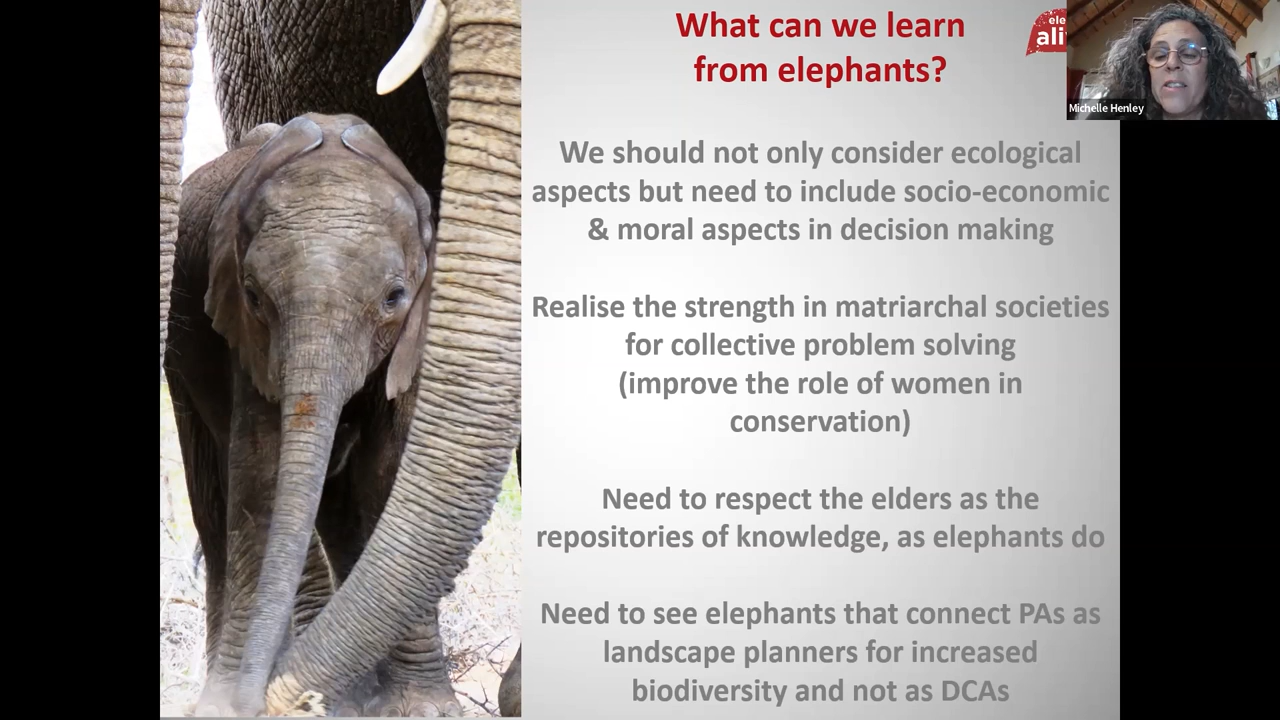 What can we learn
from elephants?
ele
ali
Michelle Henley
We should not only consider ecological
aspects but need to include socio-economic
& moral aspects in decision making
Realise the strength in matriarchal societies
for collective problem solving
(improve the role of women in
conservation)
Need to respect the elders as the
repositories of knowledge, as elephants do
Need to see elephants that connect PAs as
landscape planners for increased
biodiversity and not as DCAs